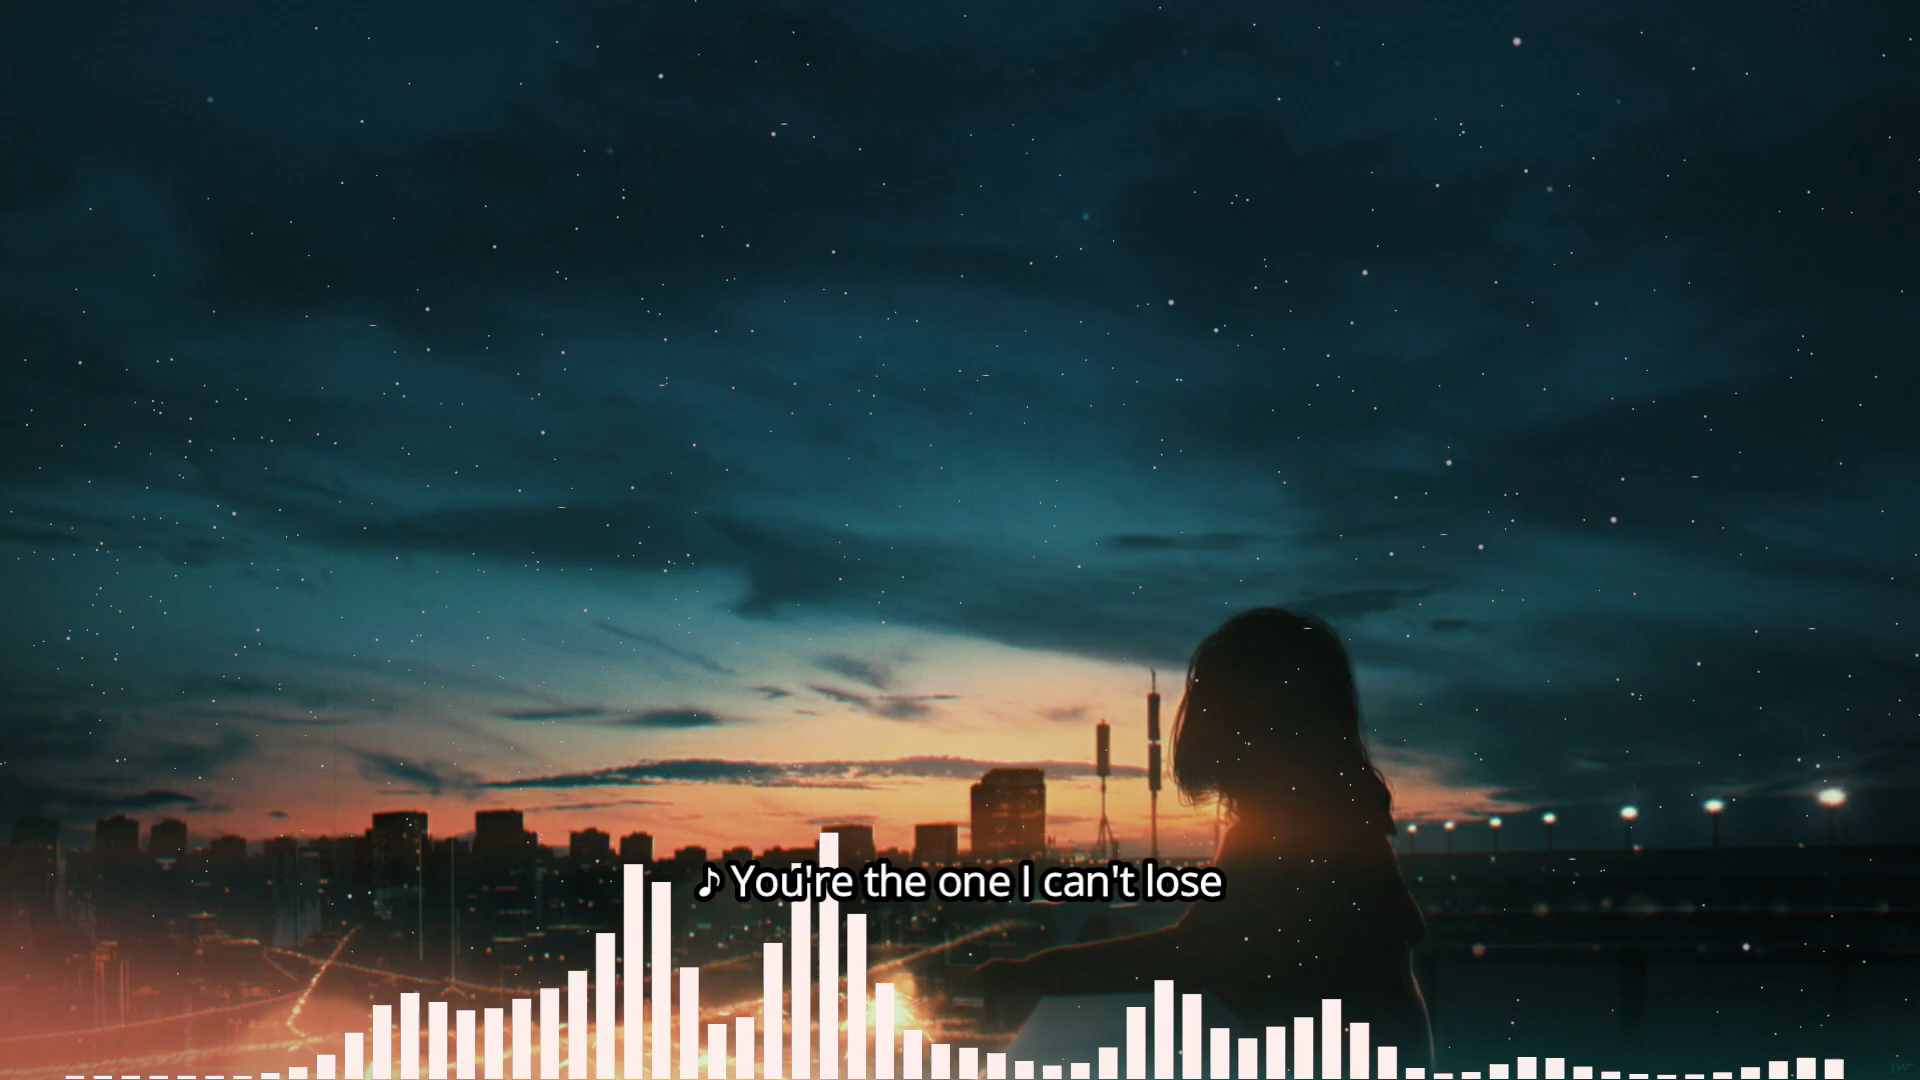 ♪ You're the one I can't lose